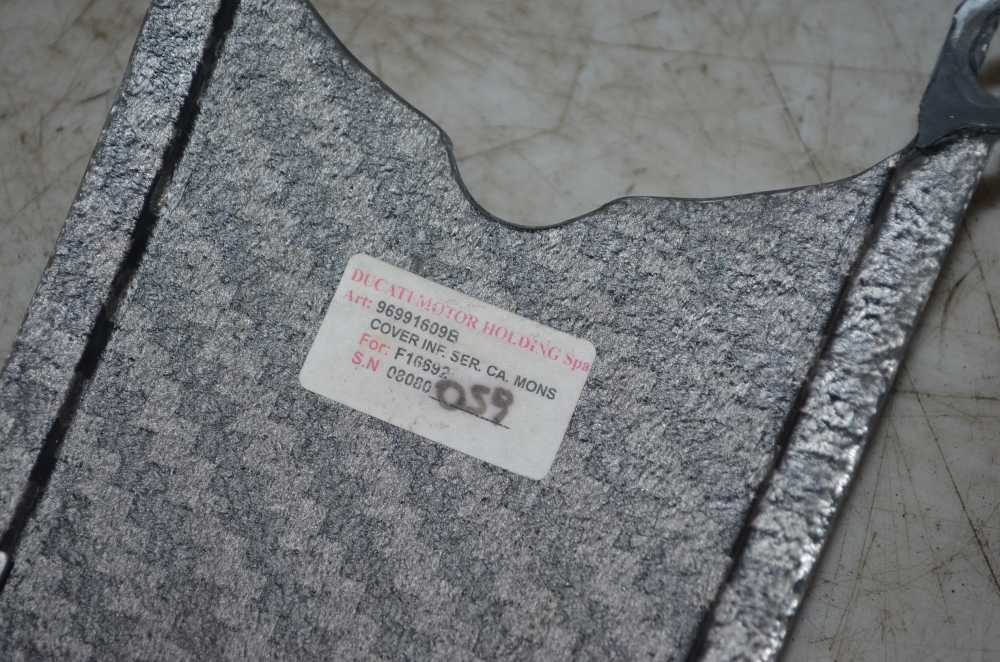 DUCATI MOTOR HOLDiNG Spa
Art: 96991609B
COVER INF. SER. CA. MONS
For: F16692
S.N 08080 059